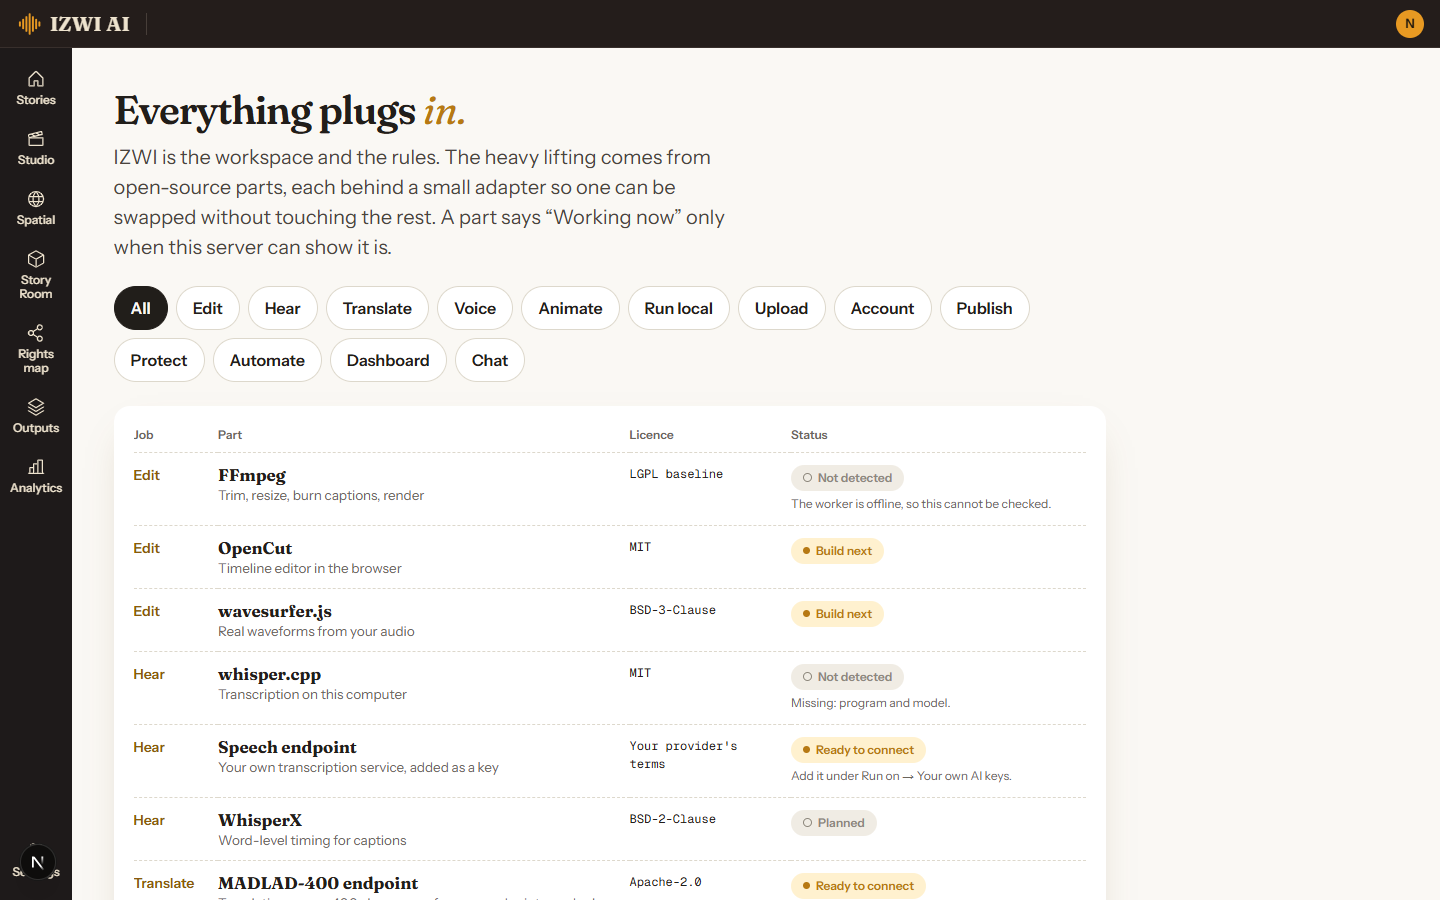 IZWI AI
N
Stories
Studio
Spatial
Story
Room
Rights
map
Outputs
Analytics
N
Everything plugs in.
IZWI is the workspace and the rules. The heavy lifting comes from
open-source parts, each behind a small adapter so one can be
swapped without touching the rest. A part says “Working now” only
when this server can show it is.
All
Edit
Hear
Translate
Voice
Animate
Run local
Upload
Account
Publish
Protect
Automate
Dashboard
Chat
Job Part Licence Status
Edit FFmpeg LGPL baseline Not detected
Trim, resize, burn captions, render
The worker is offline, so this cannot be checked.
Edit OpenCut MIT Build next
Timeline editor in the browser
Edit wavesurfer.js BSD-3-Clause Build next
Real waveforms from your audio
Hear whisper.cpp MIT Not detected
Transcription on this computer
Missing: program and model.
Hear Speech endpoint Your provider's Ready to connect
Your own transcription service, added as a key terms
Add it under Run on → Your own AI keys.
Hear WhisperX BSD-2-Clause Planned
Word-level timing for captions
Translate MADLAD-400 endpoint Apache-2.0 Ready to connect